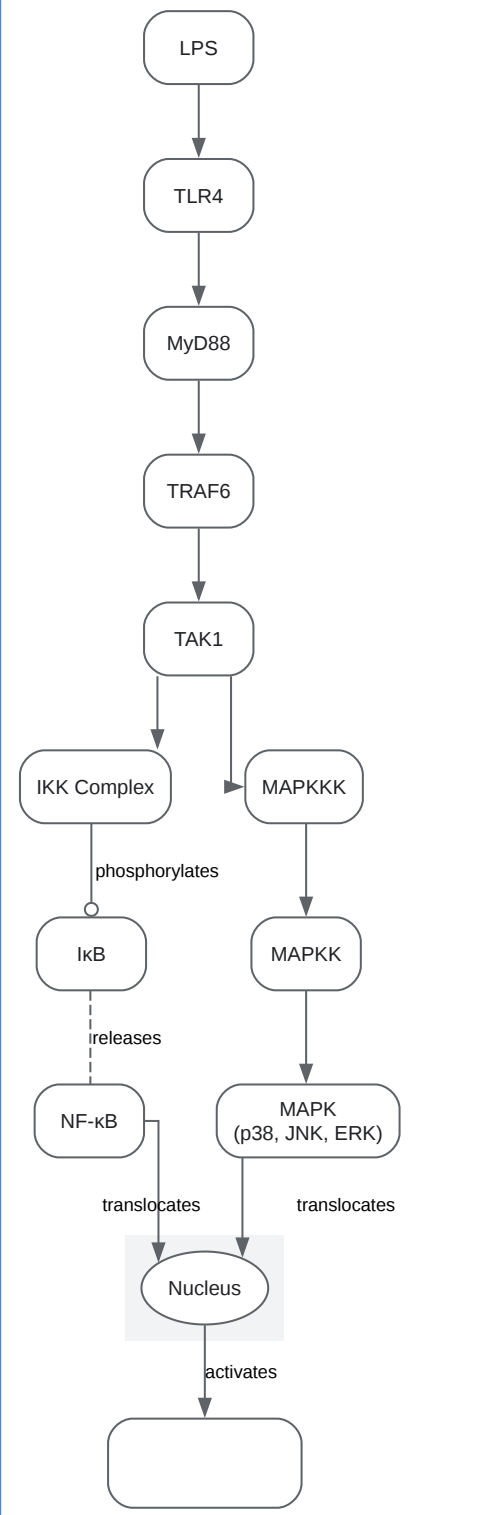 LPS
TLR4
MyD88
TRAF6
TAK1
IKK Complex
MAPKKK
phosphorylates
IκB
MAPKK
releases
NF-κB
MAPK
(p38, JNK, ERK)
translocates
translocates
Nucleus
activates